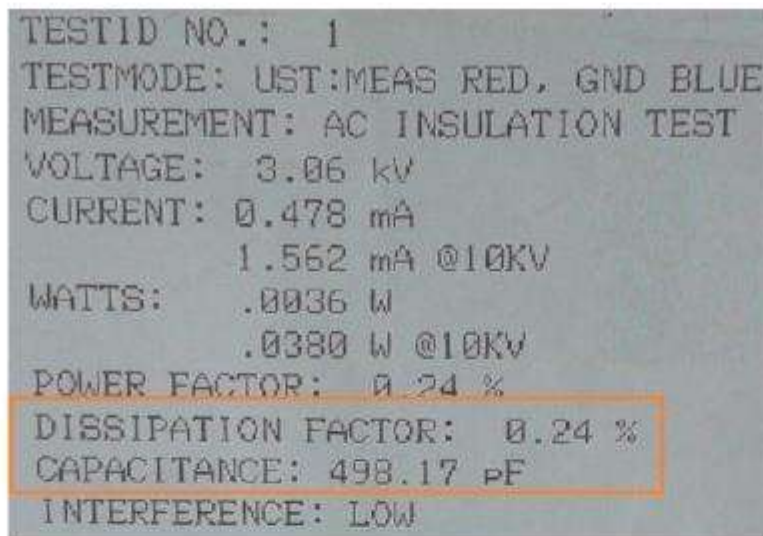 TESTID NO.: 1
TESTMODE: UST:MEAS RED, GND BLUE
MEASUREMENT: AC INSULATION TEST
VOLTAGE: 3.06 kV
CURRENT: 0.478 mA
1.562 mA @10KV
WATTS: .0036 W
.0380 W @10KV
POWER FACTOR: 0.24 %
DISSIPATION FACTOR: 0.24 %
CAPACITANCE: 498.17 pF
INTERFERENCE: LOW